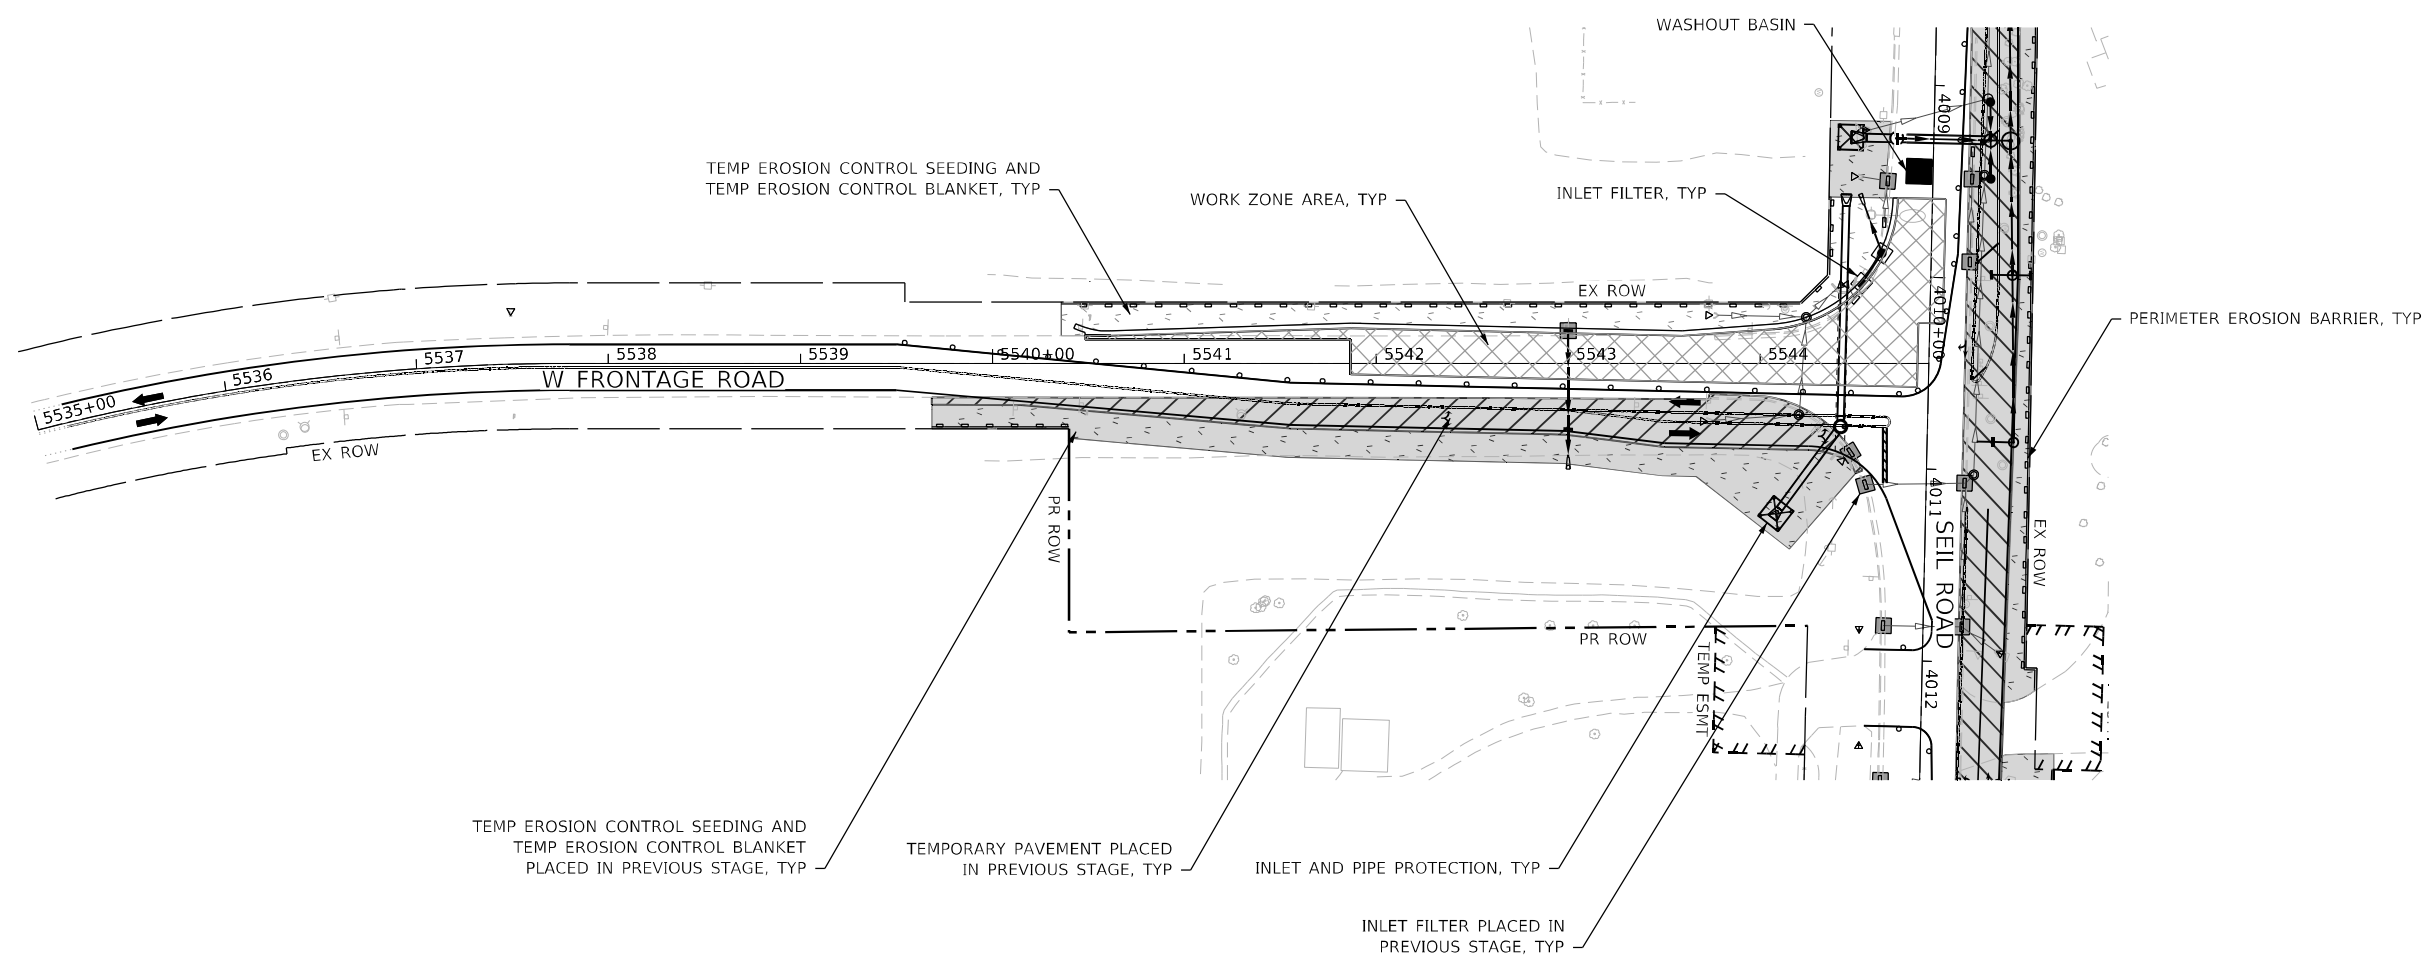 WASHOUT BASIN
4009
TEMP EROSION CONTROL SEEDING AND
TEMP EROSION CONTROL BLANKET, TYP
WORK ZONE AREA, TYP
INLET FILTER, TYP
EX ROW
4010+00
PERIMETER EROSION BARRIER, TYP
5535+00
5536
5537
5538
5539
5540+00
5541
5542
5543
5544
W FRONTAGE ROAD
EX ROW
PR ROW
4011
SEIL ROAD
EX ROW
PR ROW
TEMP ESMT
4012
TEMP EROSION CONTROL SEEDING AND
TEMP EROSION CONTROL BLANKET
PLACED IN PREVIOUS STAGE, TYP
TEMPORARY PAVEMENT PLACED
IN PREVIOUS STAGE, TYP
INLET AND PIPE PROTECTION, TYP
INLET FILTER PLACED IN
PREVIOUS STAGE, TYP